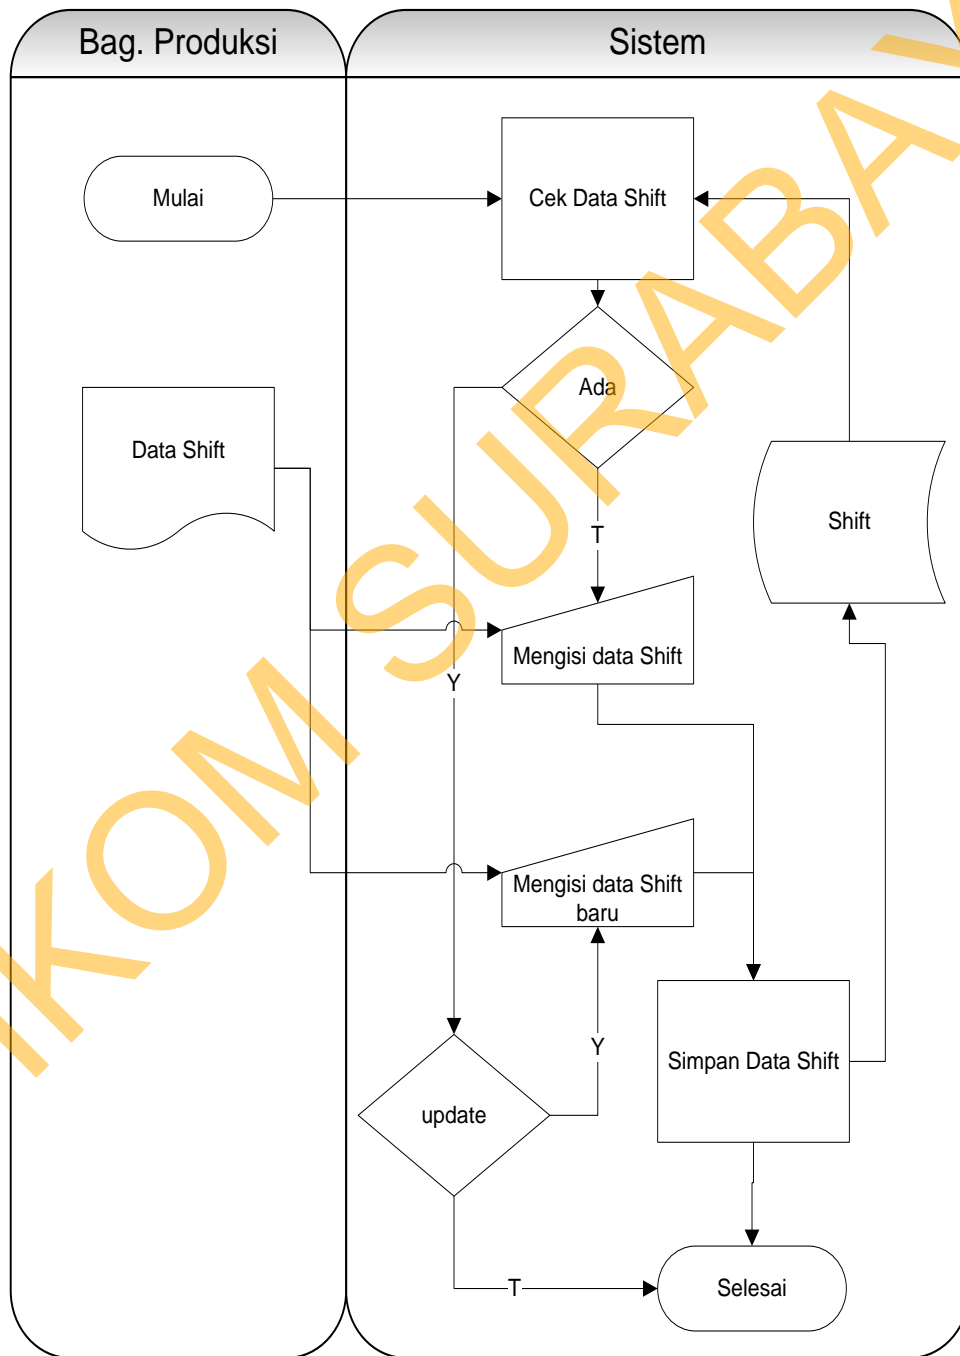 Bag. Produksi
Sistem
Mulai
Cek Data Shift
Ada
Data Shift
Shift
T
Mengisi data Shift
Y
Mengisi data Shift
baru
Y
Simpan Data Shift
update
T
Selesai
IKOM SURABAYA